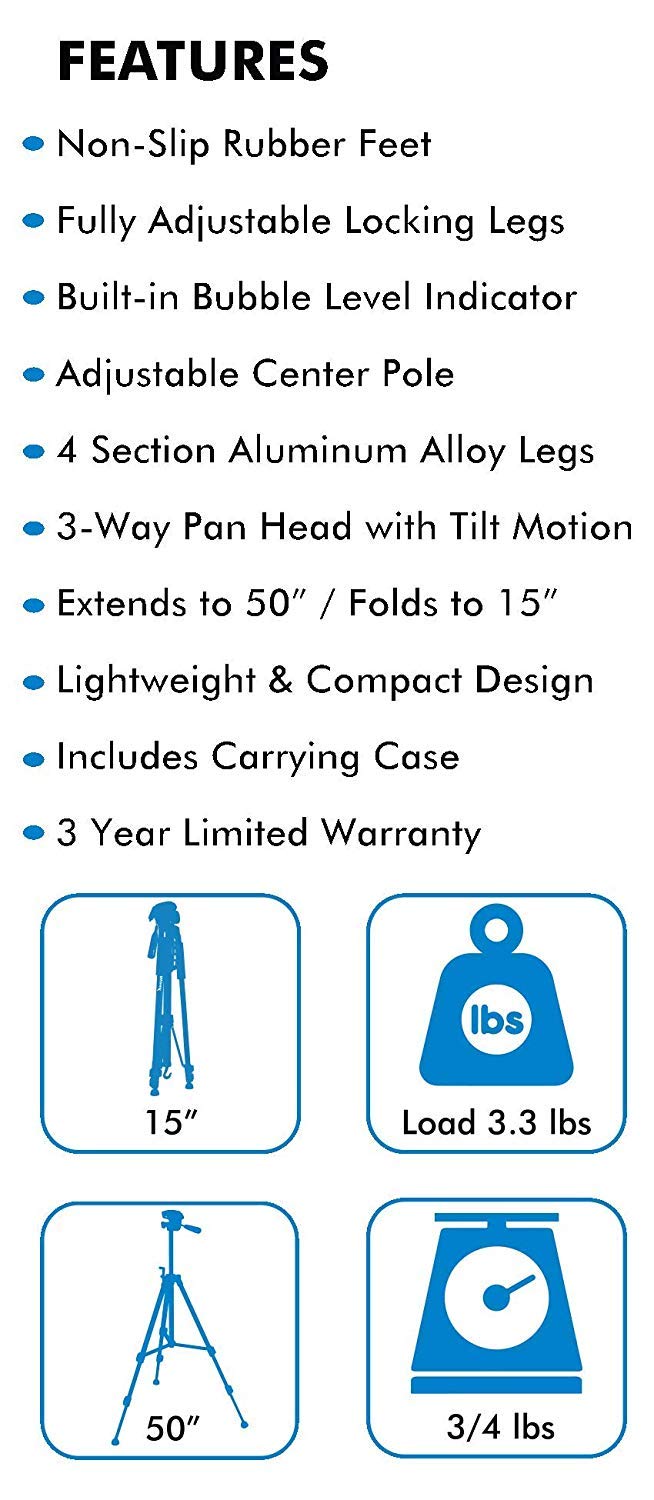 FEATURES
Non-Slip Rubber Feet
Fully Adjustable Locking Legs
Built-in Bubble Level Indicator
Adjustable Center Pole
4 Section Aluminum Alloy Legs
3-Way Pan Head with Tilt Motion
Extends to 50″ / Folds to 15″
Lightweight & Compact Design
Includes Carrying Case
3 Year Limited Warranty
15″
lbs
Load 3.3 lbs
50″
3/4 lbs